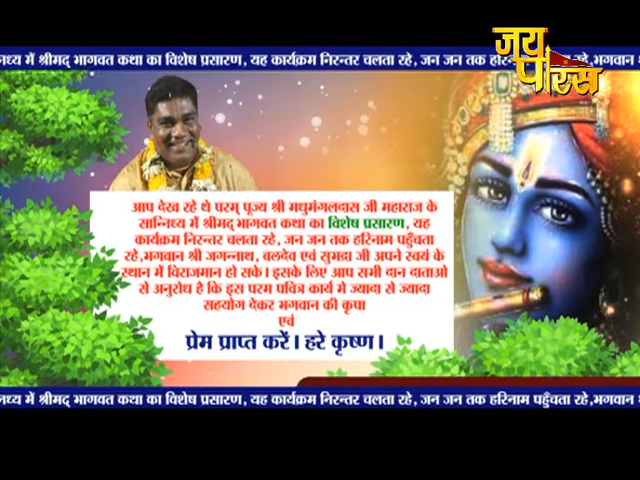 जय
पारस
न्निध्य में श्रीमद् भागवत कथा का विशेष प्रसारण, यह कार्यक्रम निरन्तर चलता रहे, जन जन तक हरिनाम रहे,भगवान श्र
आप देख रहे थे परम् पूज्य श्री मधुमंगलदास जी महाराज के
सान्निध्य में श्रीमद् भागवत कथा का विशेष प्रसारण, यह
कार्यक्रम निरन्तर चलता रहे, जन जन तक हरिनाम पहुँचता
रहे,भगवान श्री जगन्नाथ, बलदेव एवं सुभद्रा जी अपने स्वयं के
स्थान में विराजमान हो सके। इसके लिए आप सभी दान दाताओ
से अनुरोध है कि इस परम पवित्र कार्य मे ज्यादा से ज्यादा
सहयोग देकर भगवान की कृपा
एवं
प्रेम प्राप्त करें। हरे कृष्ण।
न्निध्य में श्रीमद् भागवत कथा का विशेष प्रसारण, यह कार्यक्रम निरन्तर चलता रहे, जन जन तक हरिनाम पहुँचता रहे,भगवान श्र